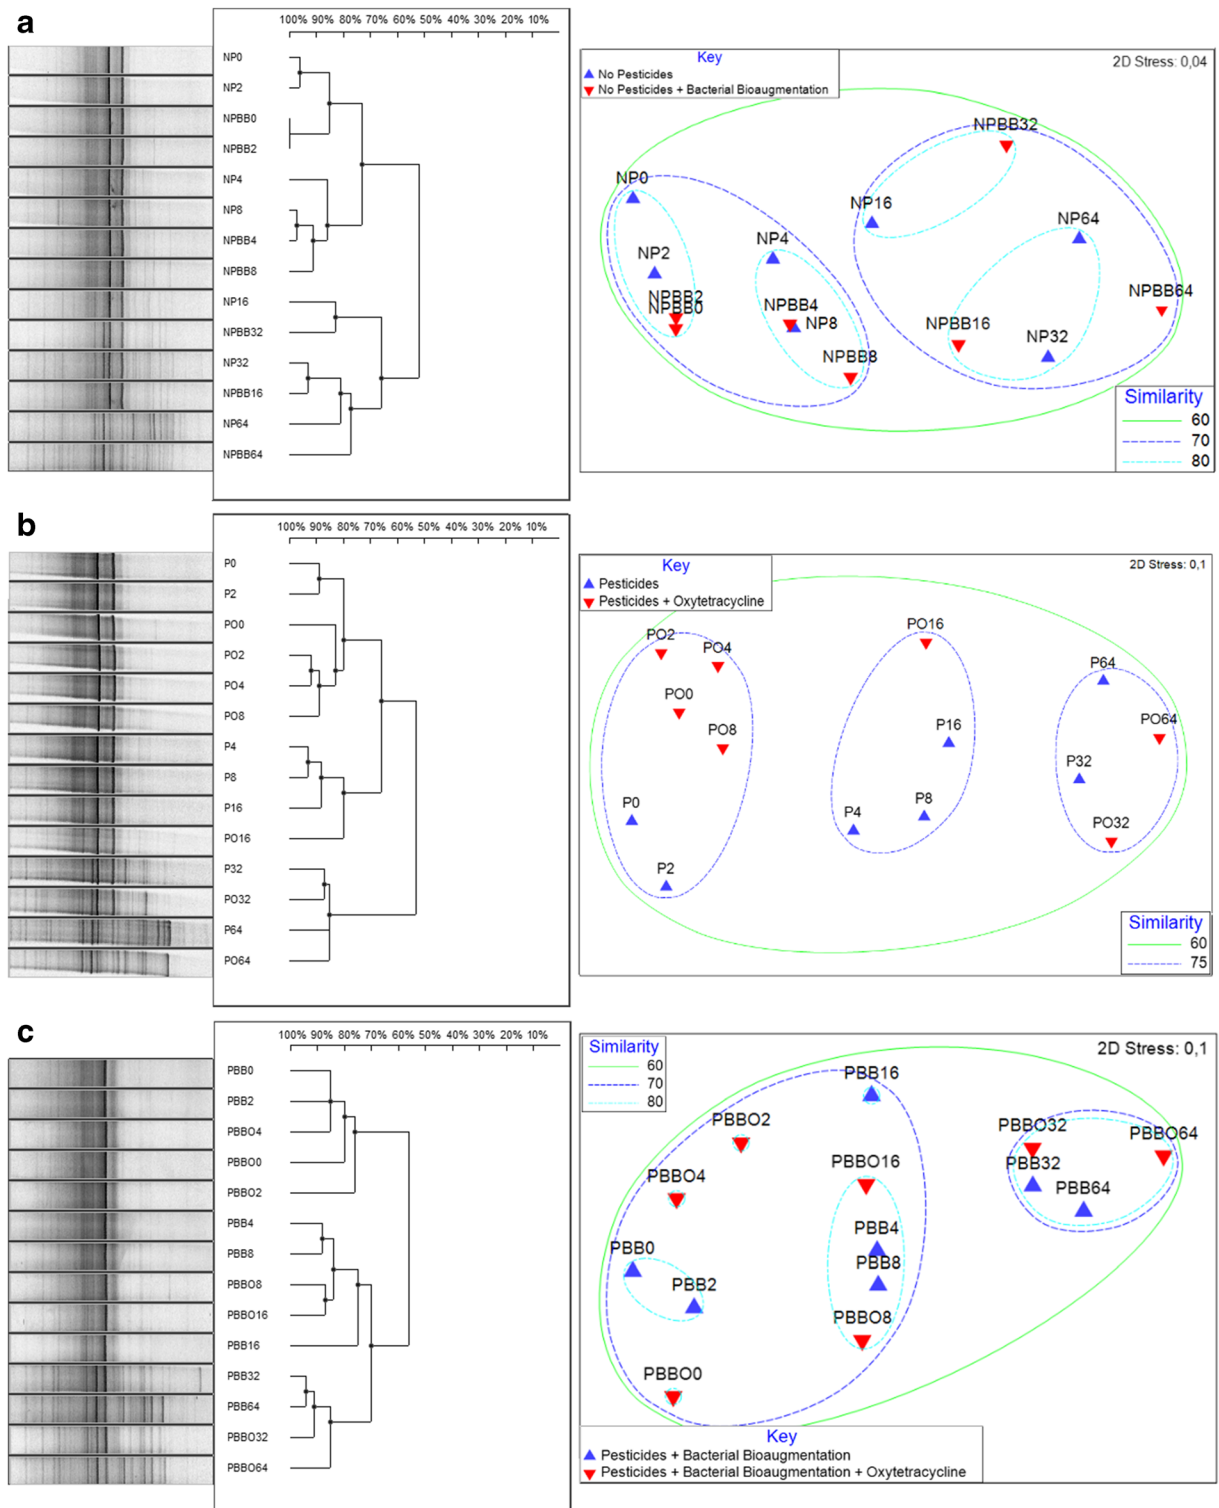 a
100% 90% 80% 70% 60% 50% 40% 30% 20% 10%
NP0
NP2
NPBB0
NPBB2
NP4
NP8
NPBB4
NPBB8
NP16
NPBB32
NP32
NPBB16
NP64
NPBB64
Key
No Pesticides
No Pesticides + Bacterial Bioaugmentation
2D Stress: 0,04
NPBB32
NP0
NP16
NP64
NP4
NP2
NPBB64
NPBB2
NPBB0
NPBB4
NP8
NPBB16
NP32
NPBB8
Similarity
60
70
80
b
100% 90% 80% 70% 60% 50% 40% 30% 20% 10%
P0
P2
PO0
PO2
PO4
PO8
P4
P8
P16
PO16
P32
PO32
P64
PO64
Key
Pesticides
Pesticides + Oxytetracycline
2D Stress: 0,1
PO16
PO2
PO4
P64
PO0
PO64
PO8
P16
P32
P0
P4
P8
PO32
P2
Similarity
60
75
c
100% 90% 80% 70% 60% 50% 40% 30% 20% 10%
PBB0
PBB2
PBBO4
PBBO0
PBBO2
PBB4
PBB8
PBBO8
PBBO16
PBB16
PBB32
PBB64
PBBO32
PBBO64
Similarity
60
70
80
2D Stress: 0,1
PBB16
PBBO2
PBBO32
PBBO64
PBBO16
PBB32
PBBO4
PBB64
PBB4
PBB0
PBB8
PBB2
PBBO8
PBBO0
Key
Pesticides + Bacterial Bioaugmentation
Pesticides + Bacterial Bioaugmentation + Oxytetracycline